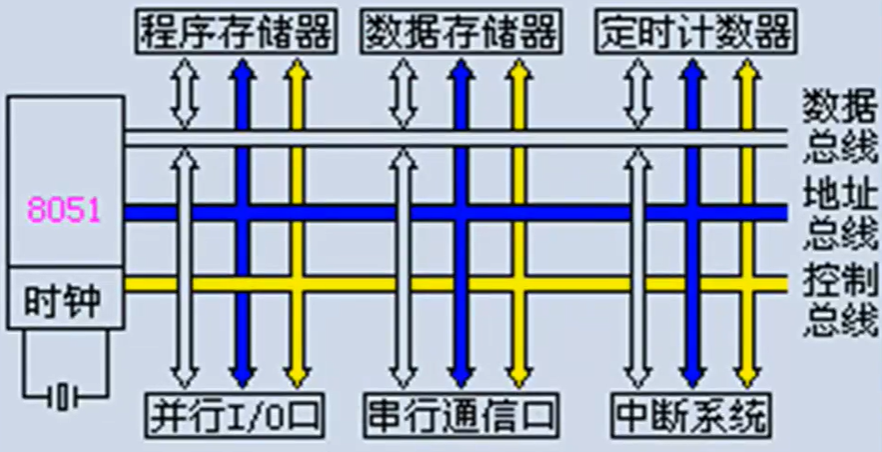 程序存储器
数据存储器
定时计数器
数据
总线
8051
地址
总线
时钟
控制
总线
并行I/O口
串行通信口
中断系统